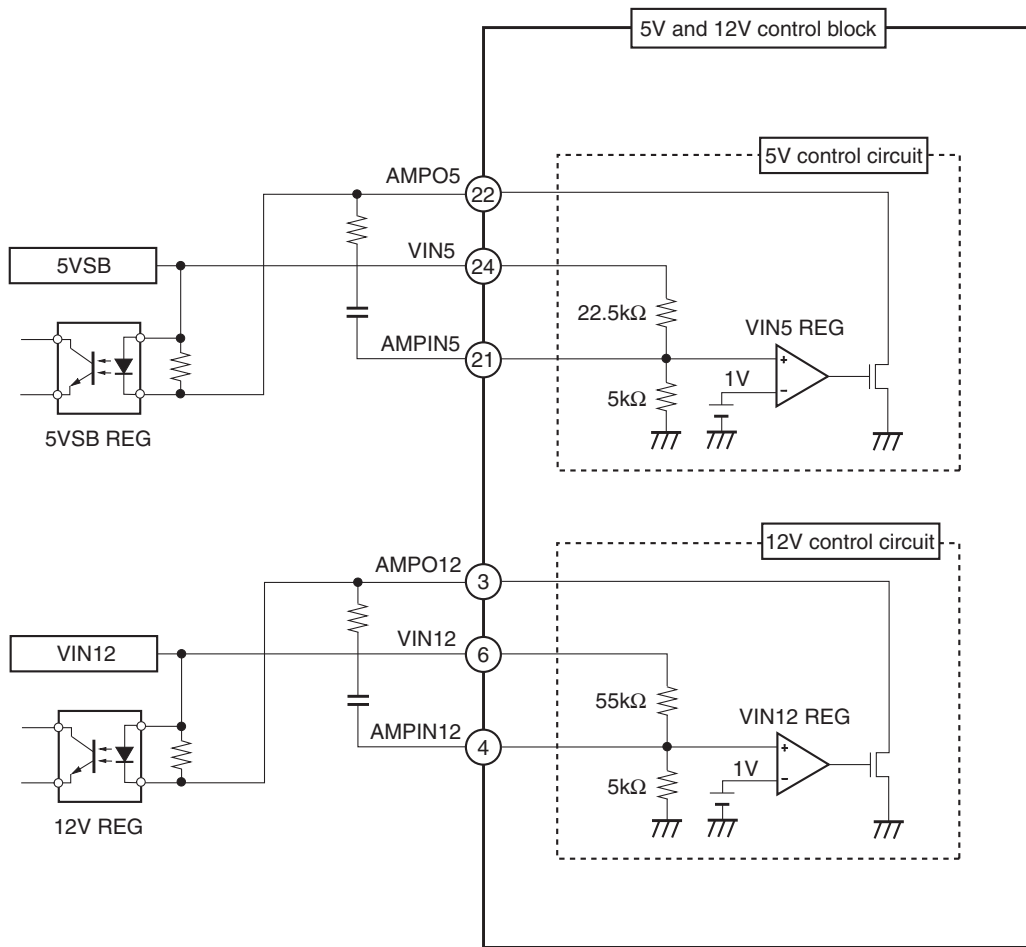 5V and 12V control block
5V control circuit
AMPO5
22
VIN5
24
5VSB
22.5kΩ
VIN5 REG
AMPIN5
21
+
1V
−
5kΩ
5VSB REG
12V control circuit
AMPO12
3
VIN12
6
VIN12
55kΩ
VIN12 REG
AMPIN12
4
+
1V
−
5kΩ
12V REG